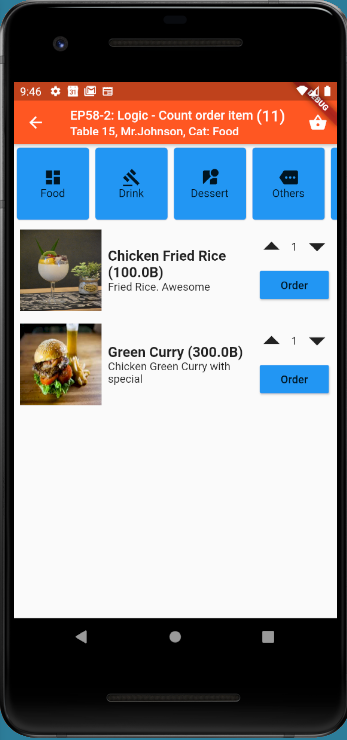 9:46
31
DEBUG
EP58-2: Logic - Count order item (11)
Table 15, Mr.Johnson, Cat: Food
Food
Drink
Dessert
Others
Chicken Fried Rice
(100.0B)
Fried Rice. Awesome
1
Order
Green Curry (300.0B)
Chicken Green Curry with
special
1
Order